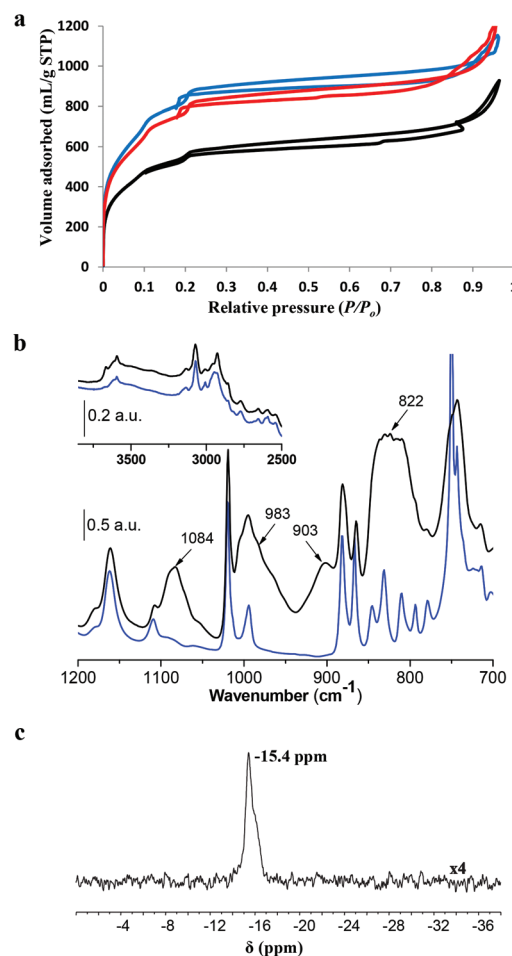 a
1200
1000
800
600
400
200
0
Volume adsorbed (mL/g STP)
0 0.1 0.2 0.3 0.4 0.5 0.6 0.7 0.8 0.9 1
Relative pressure (P/Po)
b
0.2 a.u.
3500 3000 2500
822
0.5 a.u.
1084
983
903
1200 1100 1000 900 800 700
Wavenumber (cm-1)
c
-15.4 ppm
x4
-4 -8 -12 -16 -20 -24 -28 -32 -36
δ (ppm)